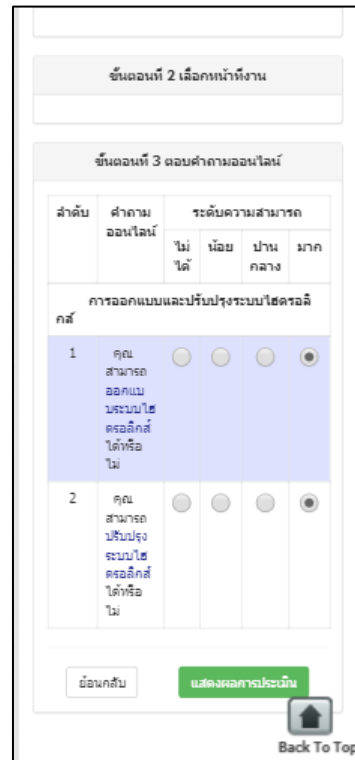 ขั้นตอนที่ 2 เลือกหน้าที่งาน
ขั้นตอนที่ 3 ตอบคำถามออนไลน์
ลำดับ คำถาม ระดับความสามารถ
ออนไลน์
ไม่ น้อย ปาน มาก
ได้ กลาง
การออกแบบและปรับปรุงระบบไฮดรอลิ
กส์
1 คุณ
สามารถ
ออกแบ
บระบบไฮ
ดรอลิกส์
ได้หรือ
ไม่
2 คุณ
สามารถ
ปรับปรุง
ระบบไฮ
ดรอลิกส์
ได้หรือ
ไม่
ย้อนกลับ แสดงผลการประเมิน
Back To Top